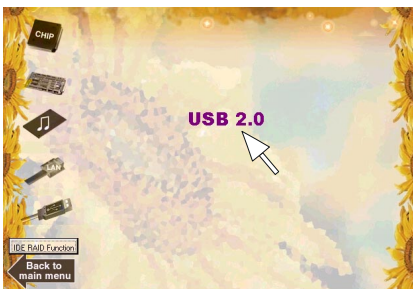 CHIP
USB 2.0
LAN
IDE RAID Function
Back to
main menu